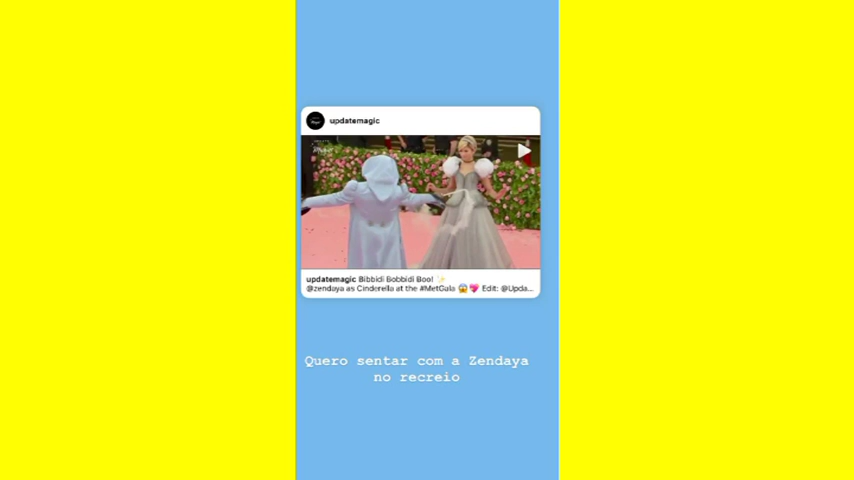 updatemagic
updatemagic Bibbidi Bobbidi Boo! ✨
@zendaya as Cinderella at the #MetGala 😱💖 Edit: @Upda...
Quero sentar com a Zendaya
no recreio